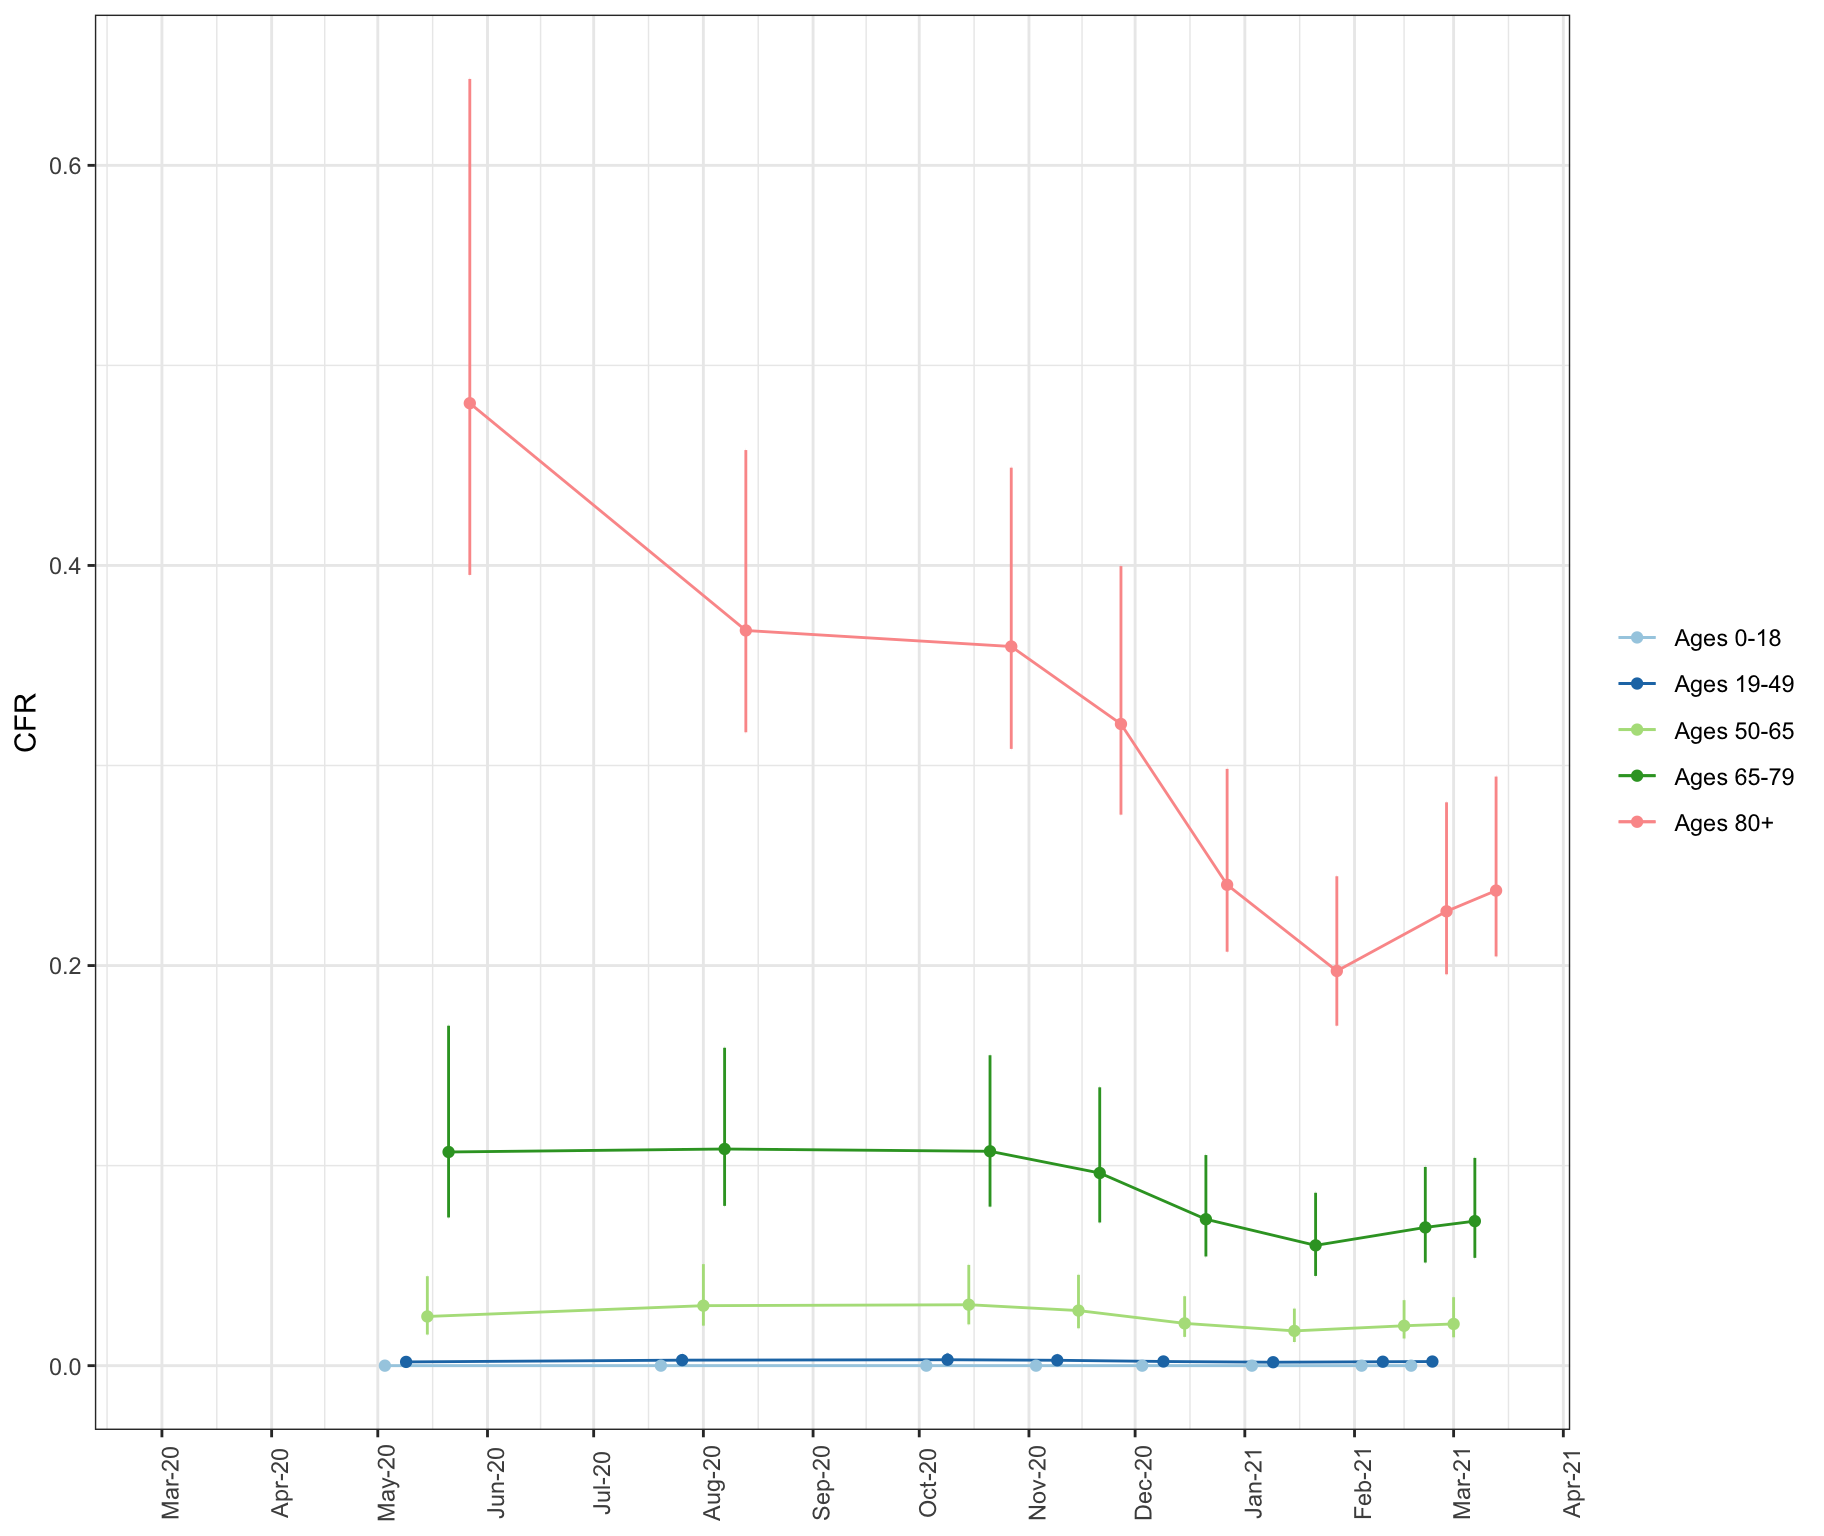 CFR
0.6
0.4
0.2
0.0
Mar-20
Apr-20
May-20
Jun-20
Jul-20
Aug-20
Sep-20
Oct-20
Nov-20
Dec-20
Jan-21
Feb-21
Mar-21
Apr-21
Ages 0-18
Ages 19-49
Ages 50-65
Ages 65-79
Ages 80+